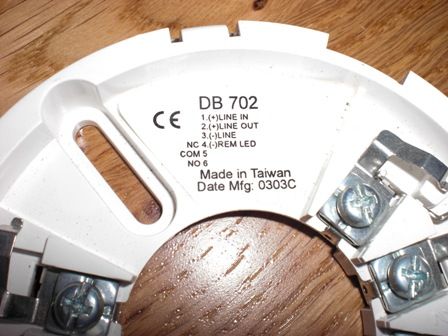 DB 702
CE
1.(+)LINE IN
2.(+)LINE OUT
3.(-)LINE
NC 4.(-)REM LED
COM 5
NO 6
Made in Taiwan
Date Mfg: 0303C